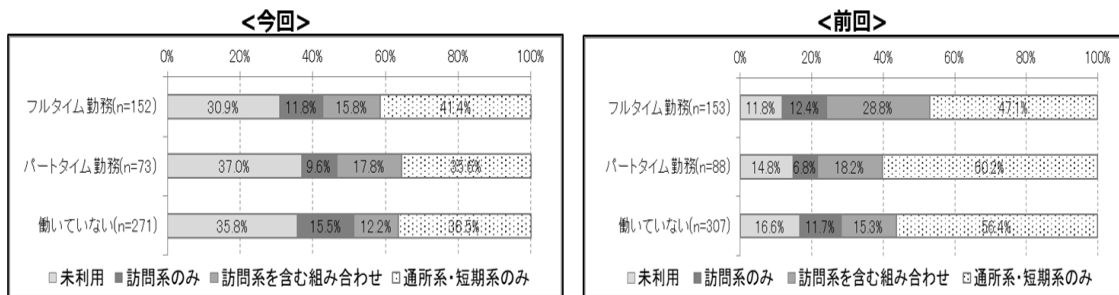 <今回>
0% 20% 40% 60% 80% 100%
フルタイム勤務(n=152) 30.9% 11.8% 15.8% 41.4%
パートタイム勤務(n=73) 37.0% 9.6% 17.8% 35.6%
働いていない(n=271) 35.8% 15.5% 12.2% 36.5%
■未利用 ■訪問系のみ ■訪問系を含む組み合わせ □通所系・短期系のみ
<前回>
0% 20% 40% 60% 80% 100%
フルタイム勤務(n=153) 11.8% 12.4% 28.8% 47.1%
パートタイム勤務(n=88) 14.8% 6.8% 18.2% 60.2%
働いていない(n=307) 16.6% 11.7% 15.3% 56.4%
■未利用 ■訪問系のみ ■訪問系を含む組み合わせ □通所系・短期系のみ